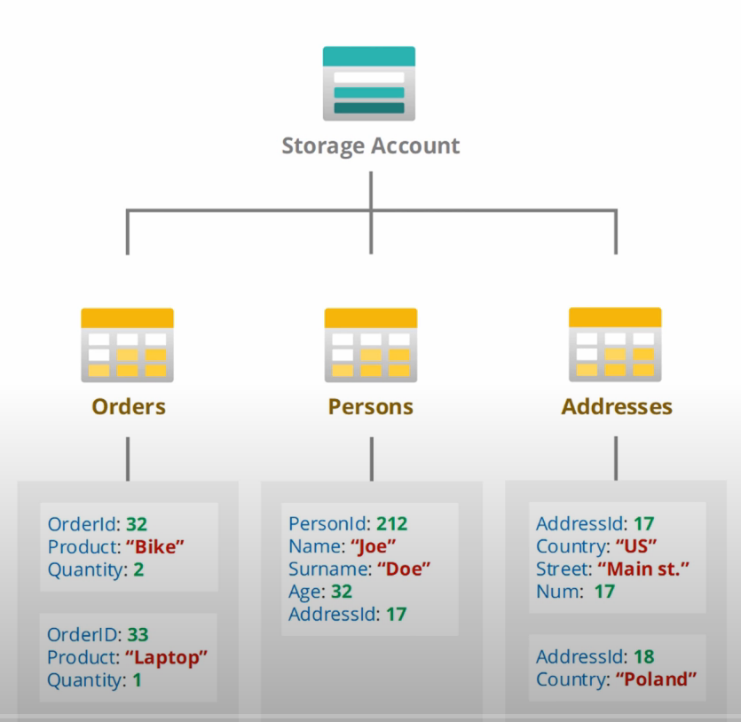 Storage Account
Orders
Persons
Addresses
OrderId: 32
Product: “Bike”
Quantity: 2
OrderID: 33
Product: “Laptop”
Quantity: 1
PersonId: 212
Name: “Joe”
Surname: “Doe”
Age: 32
AddressId: 17
AddressId: 17
Country: “US”
Street: “Main st.”
Num: 17
AddressId: 18
Country: “Poland”